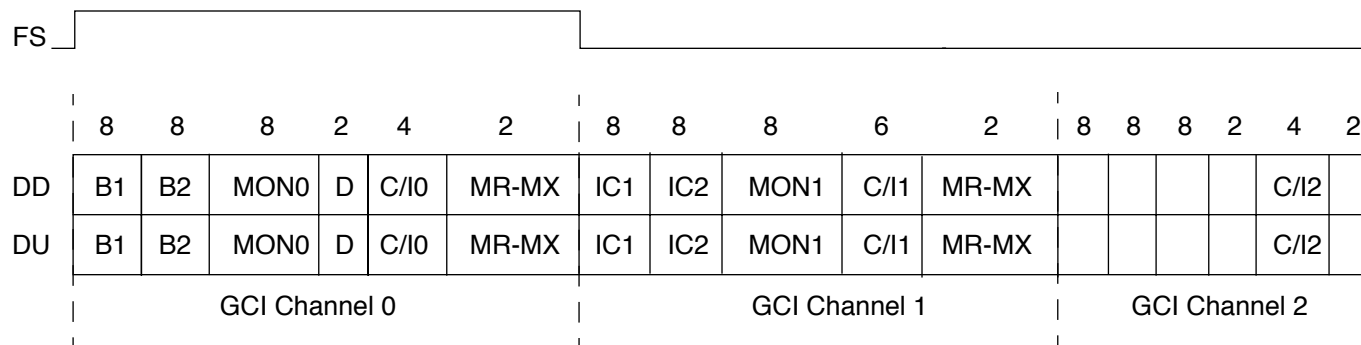 FS
8 8 8 2 4 2 8 8 8 6 2 8 8 8 2 4 2
DD B1 B2 MON0 D C/I0 MR-MX IC1 IC2 MON1 C/I1 MR-MX C/I2
DU B1 B2 MON0 D C/I0 MR-MX IC1 IC2 MON1 C/I1 MR-MX C/I2
GCI Channel 0 GCI Channel 1 GCI Channel 2